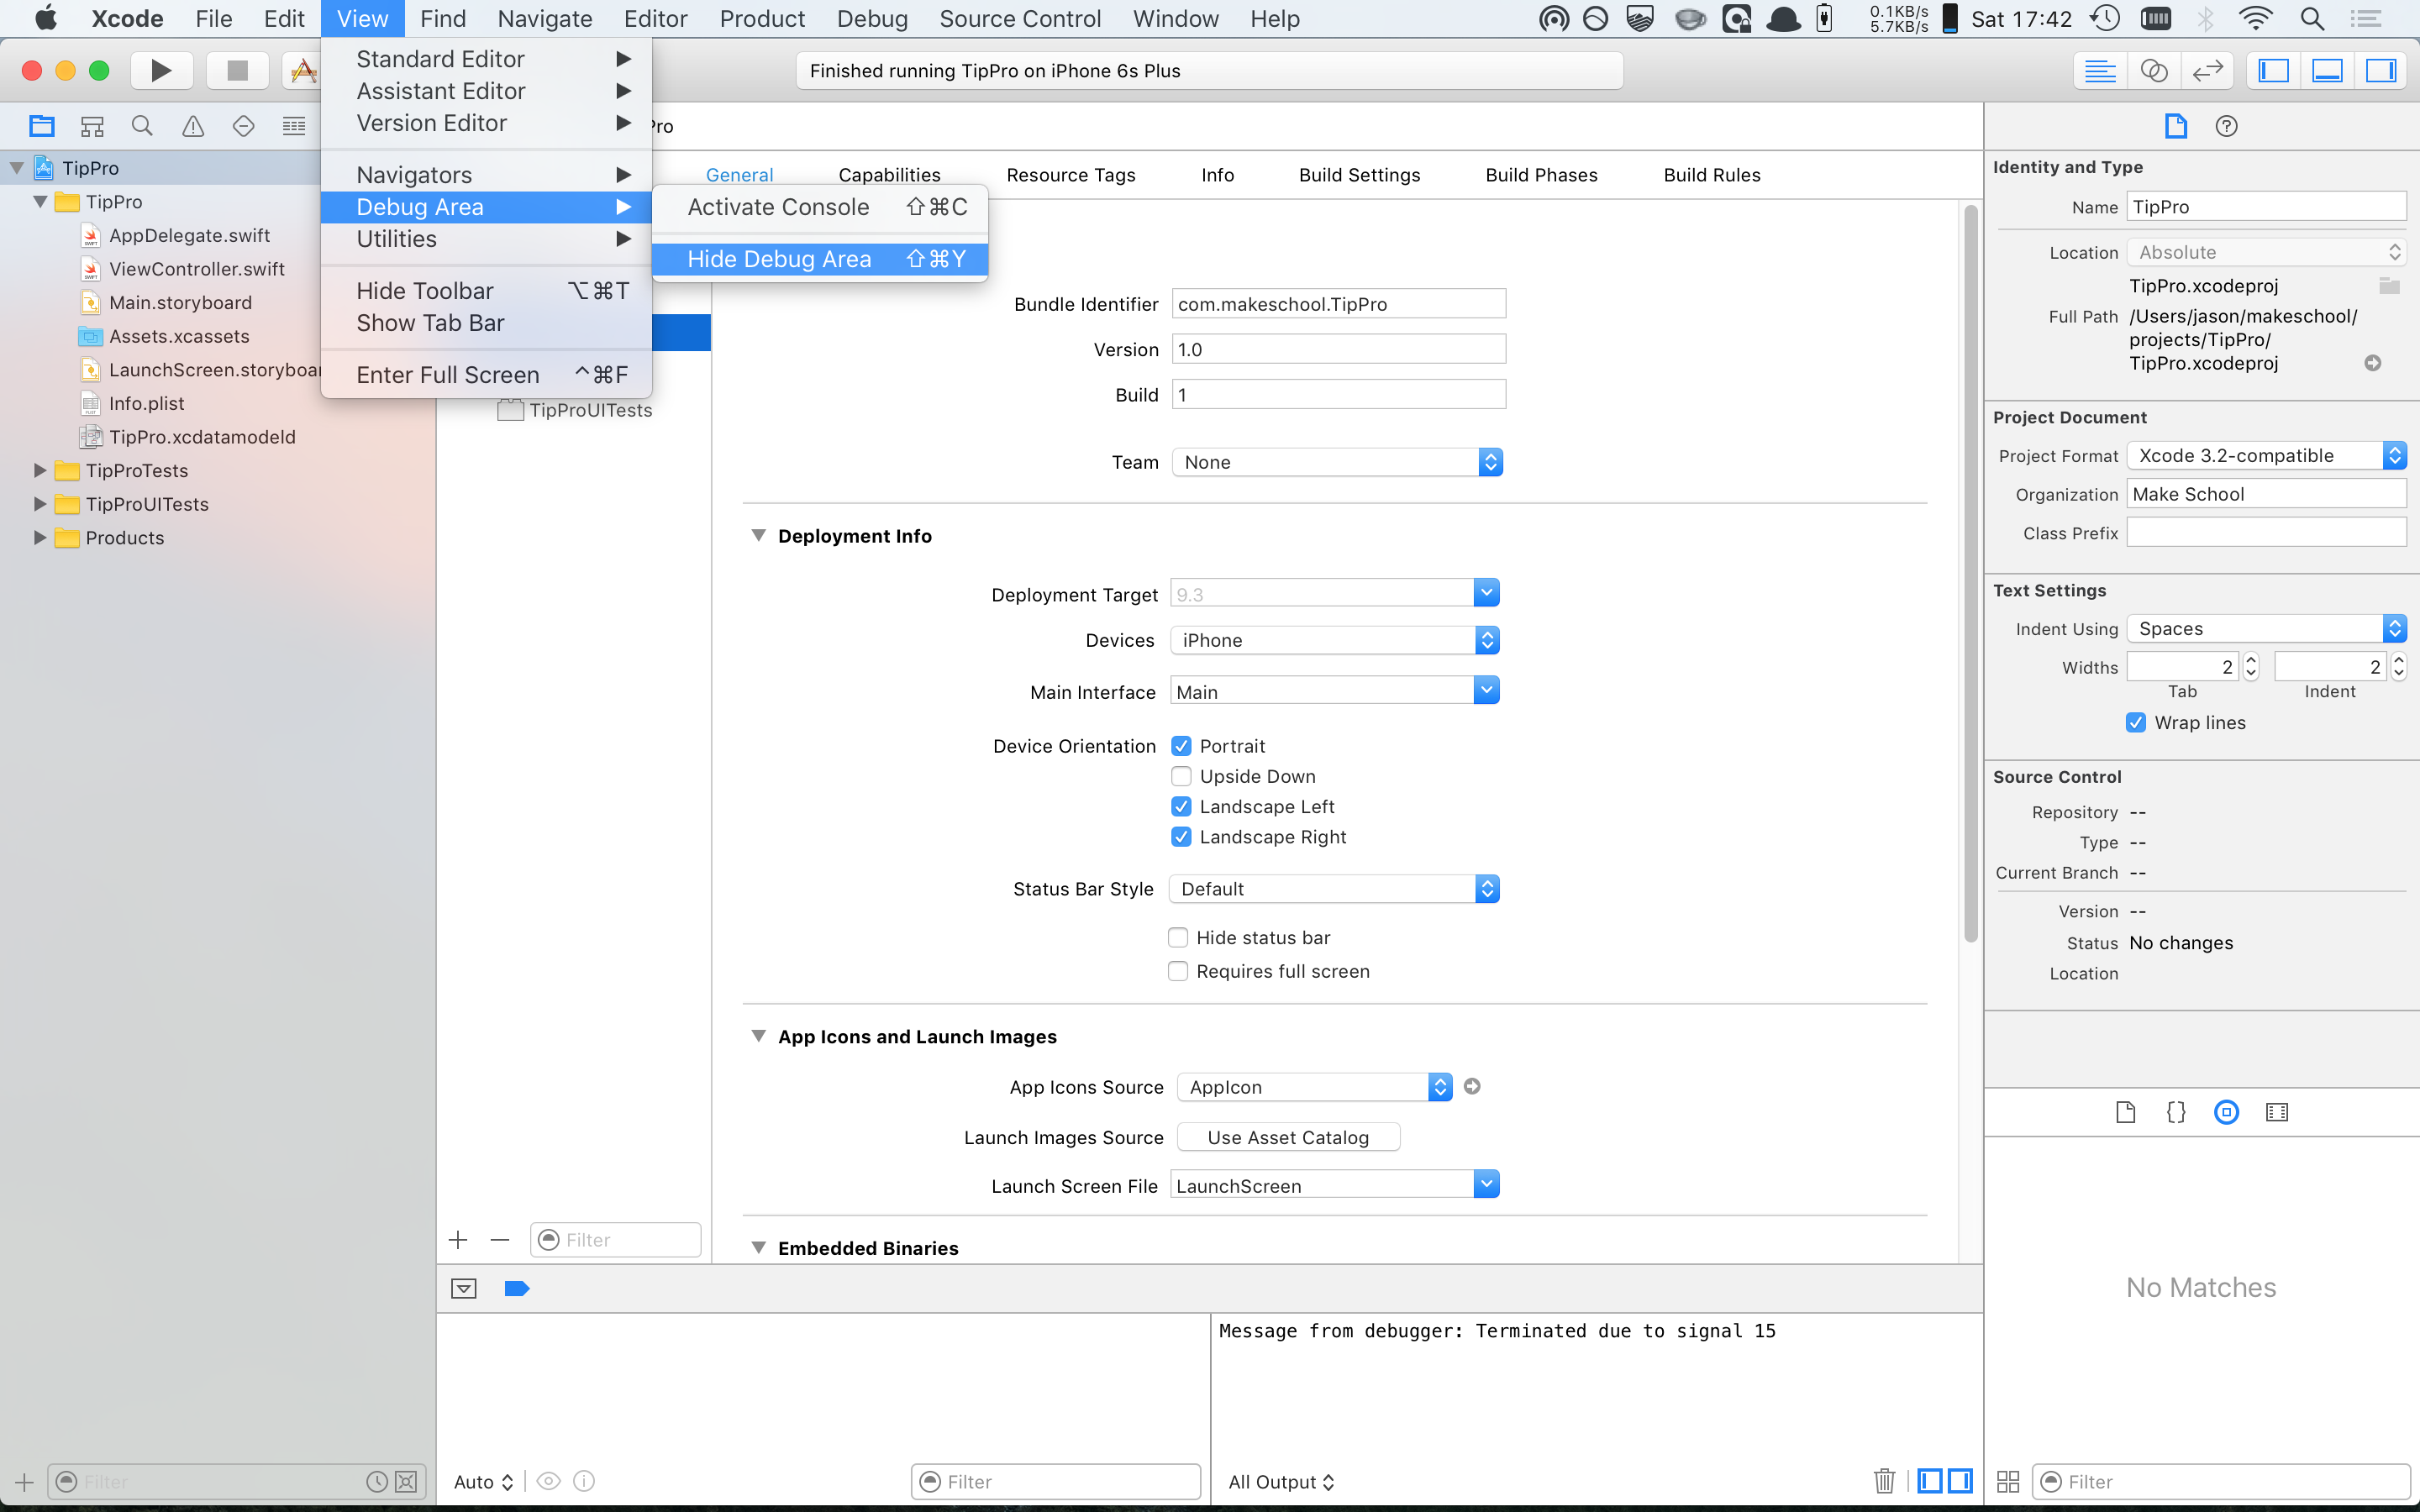 Xcode File Edit View Find Navigate Editor Product Debug Source Control Window Help 0.1KB/s 5.7KB/s Sat 17:42
Finished running TipPro on iPhone 6s Plus
Standard Editor
Assistant Editor
Version Editor
Navigators
Debug Area
Utilities
Hide Toolbar ⌥⌘T
Show Tab Bar
Enter Full Screen ^⌘F
Activate Console ⇧⌘C
Hide Debug Area ⇧⌘Y
TipPro
TipPro
AppDelegate.swift
ViewController.swift
Main.storyboard
Assets.xcassets
LaunchScreen.storyboar
Info.plist
TipPro.xcdatamodeld
TipProTests
TipProUITests
Products
Filter
Pro
General Capabilities Resource Tags Info Build Settings Build Phases Build Rules
TipProUITests
Filter
Bundle Identifier com.makeschool.TipPro
Version 1.0
Build 1
Team None
Deployment Info
Deployment Target 9.3
Devices iPhone
Main Interface Main
Device Orientation Portrait
Upside Down
Landscape Left
Landscape Right
Status Bar Style Default
Hide status bar
Requires full screen
App Icons and Launch Images
App Icons Source AppIcon
Launch Images Source Use Asset Catalog
Launch Screen File LaunchScreen
Embedded Binaries
Message from debugger: Terminated due to signal 15
Auto Filter
All Output
Identity and Type
Name TipPro
Location Absolute
TipPro.xcodeproj
Full Path /Users/jason/makeschool/
projects/TipPro/
TipPro.xcodeproj
Project Document
Project Format Xcode 3.2-compatible
Organization Make School
Class Prefix
Text Settings
Indent Using Spaces
Widths 2 2
Tab Indent
Wrap lines
Source Control
Repository --
Type --
Current Branch --
Version --
Status No changes
Location
No Matches
Filter